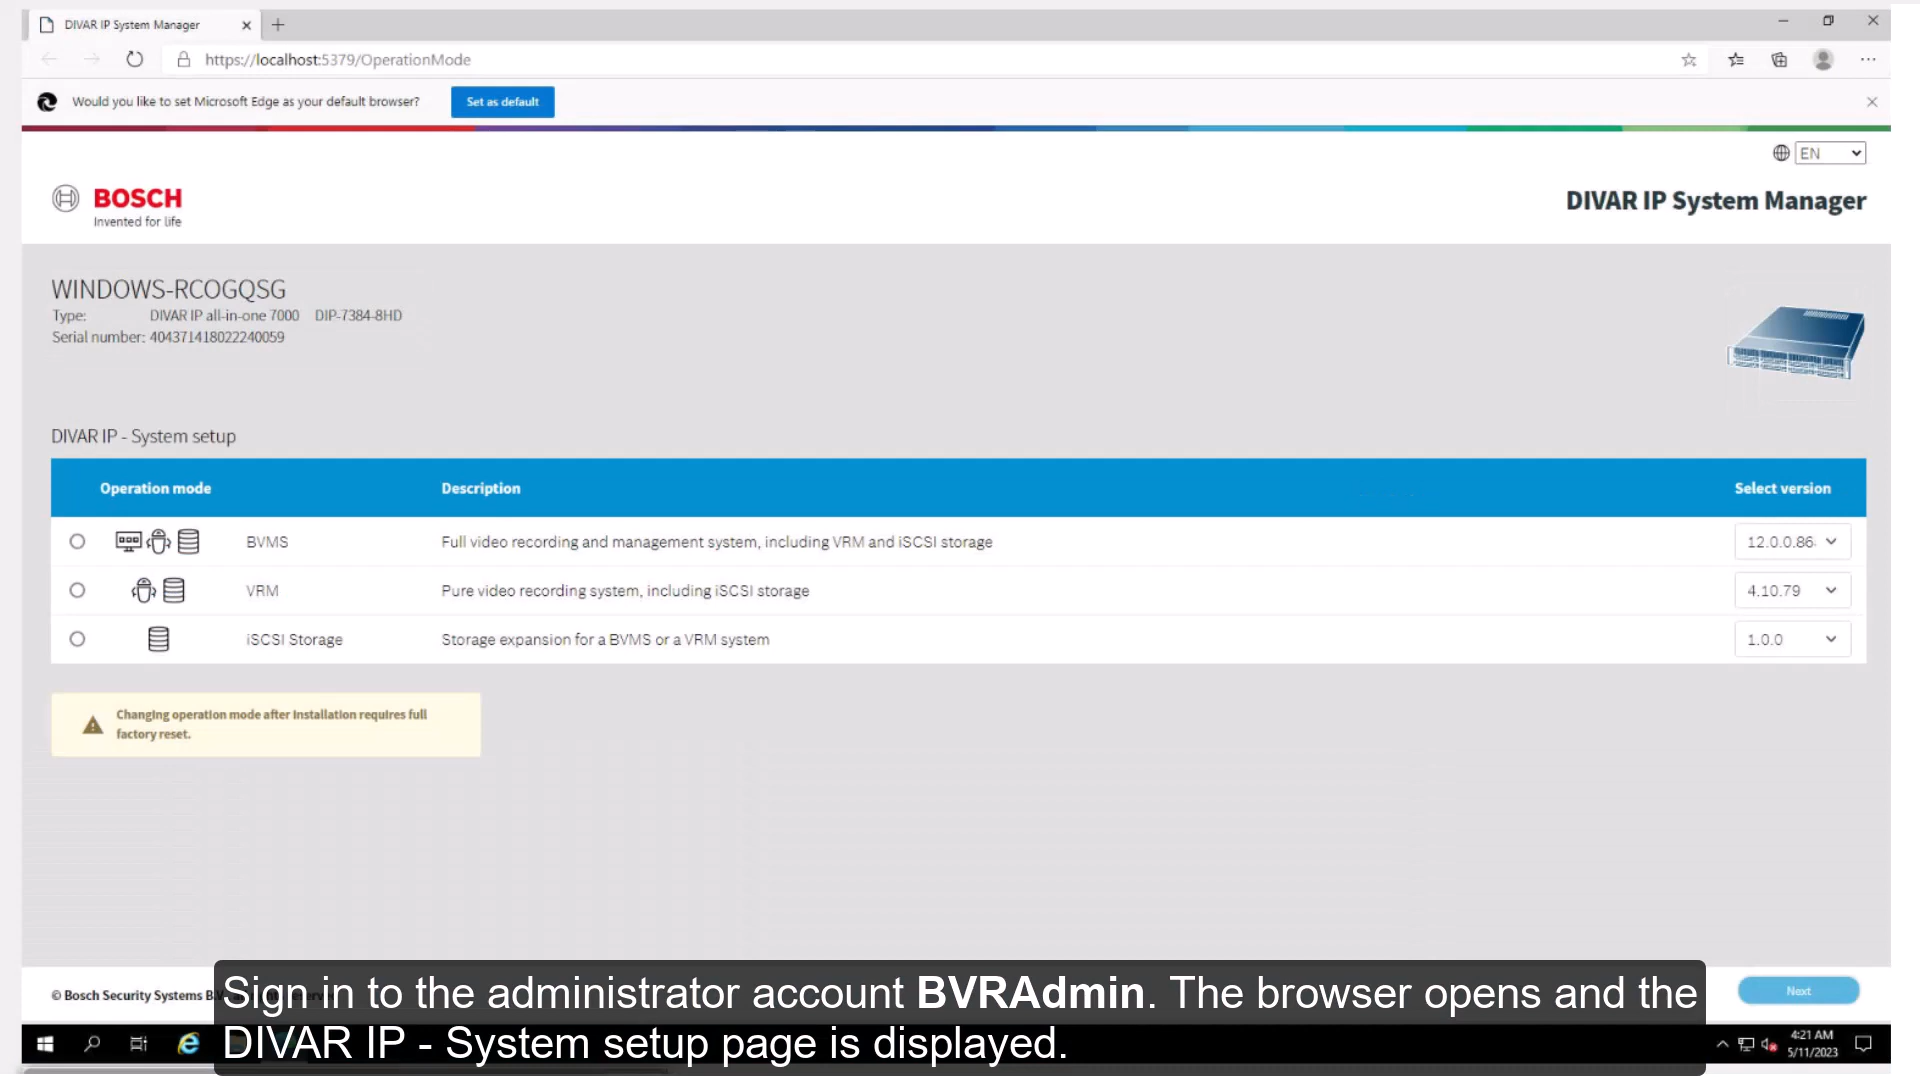 DIVAR IP System Manager
https://localhost:5379/OperationMode
Would you like to set Microsoft Edge as your default browser?
Set as default
EN
BOSCH
Invented for life
DIVAR IP System Manager
WINDOWS-RCOGQSG
Type: DIVAR IP all-in-one 7000 DIP-7384-8HD
Serial number: 404371418022240059
DIVAR IP - System setup
Operation mode Description Select version
BVMS Full video recording and management system, including VRM and iSCSI storage 12.0.0.86
VRM Pure video recording system, including iSCSI storage 4.10.79
iSCSI Storage Storage expansion for a BVMS or a VRM system 1.0.0
Changing operation mode after installation requires full
factory reset.
© Bosch Security Systems
Next
Sign in to the administrator account BVRAdmin. The browser opens and the
DIVAR IP - System setup page is displayed.
4:21 AM
5/11/2023